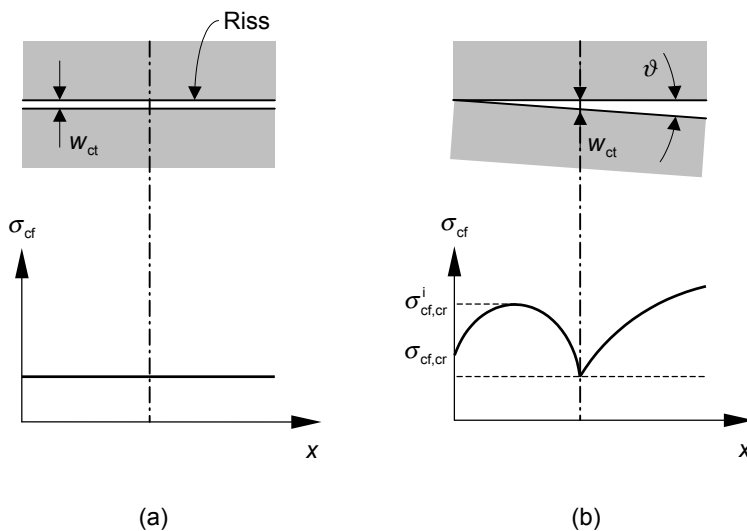 Riss
w_ct
σ_cf
x
(a)
ϑ
w_ct
σ_cf
σ^i_cf,cr
σ_cf,cr
x
(b)